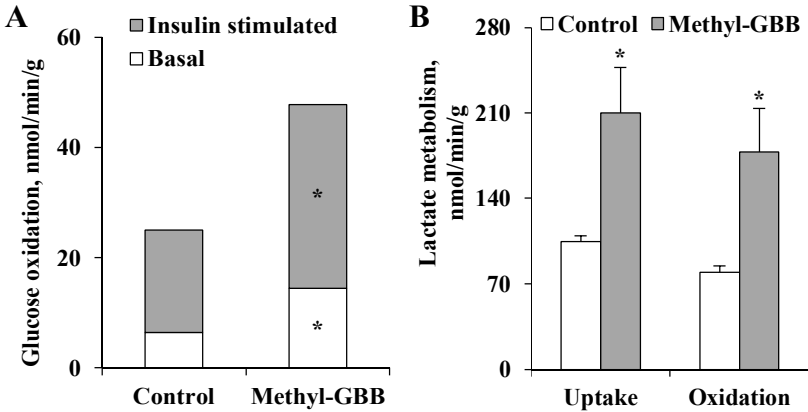 A
Glucose oxidation, nmol/min/g
60
40
20
0
Insulin stimulated
Basal
*
*
Control
Methyl-GBB
B
Lactate metabolism,
nmol/min/g
280
210
140
70
0
Control
Methyl-GBB
*
*
Uptake
Oxidation